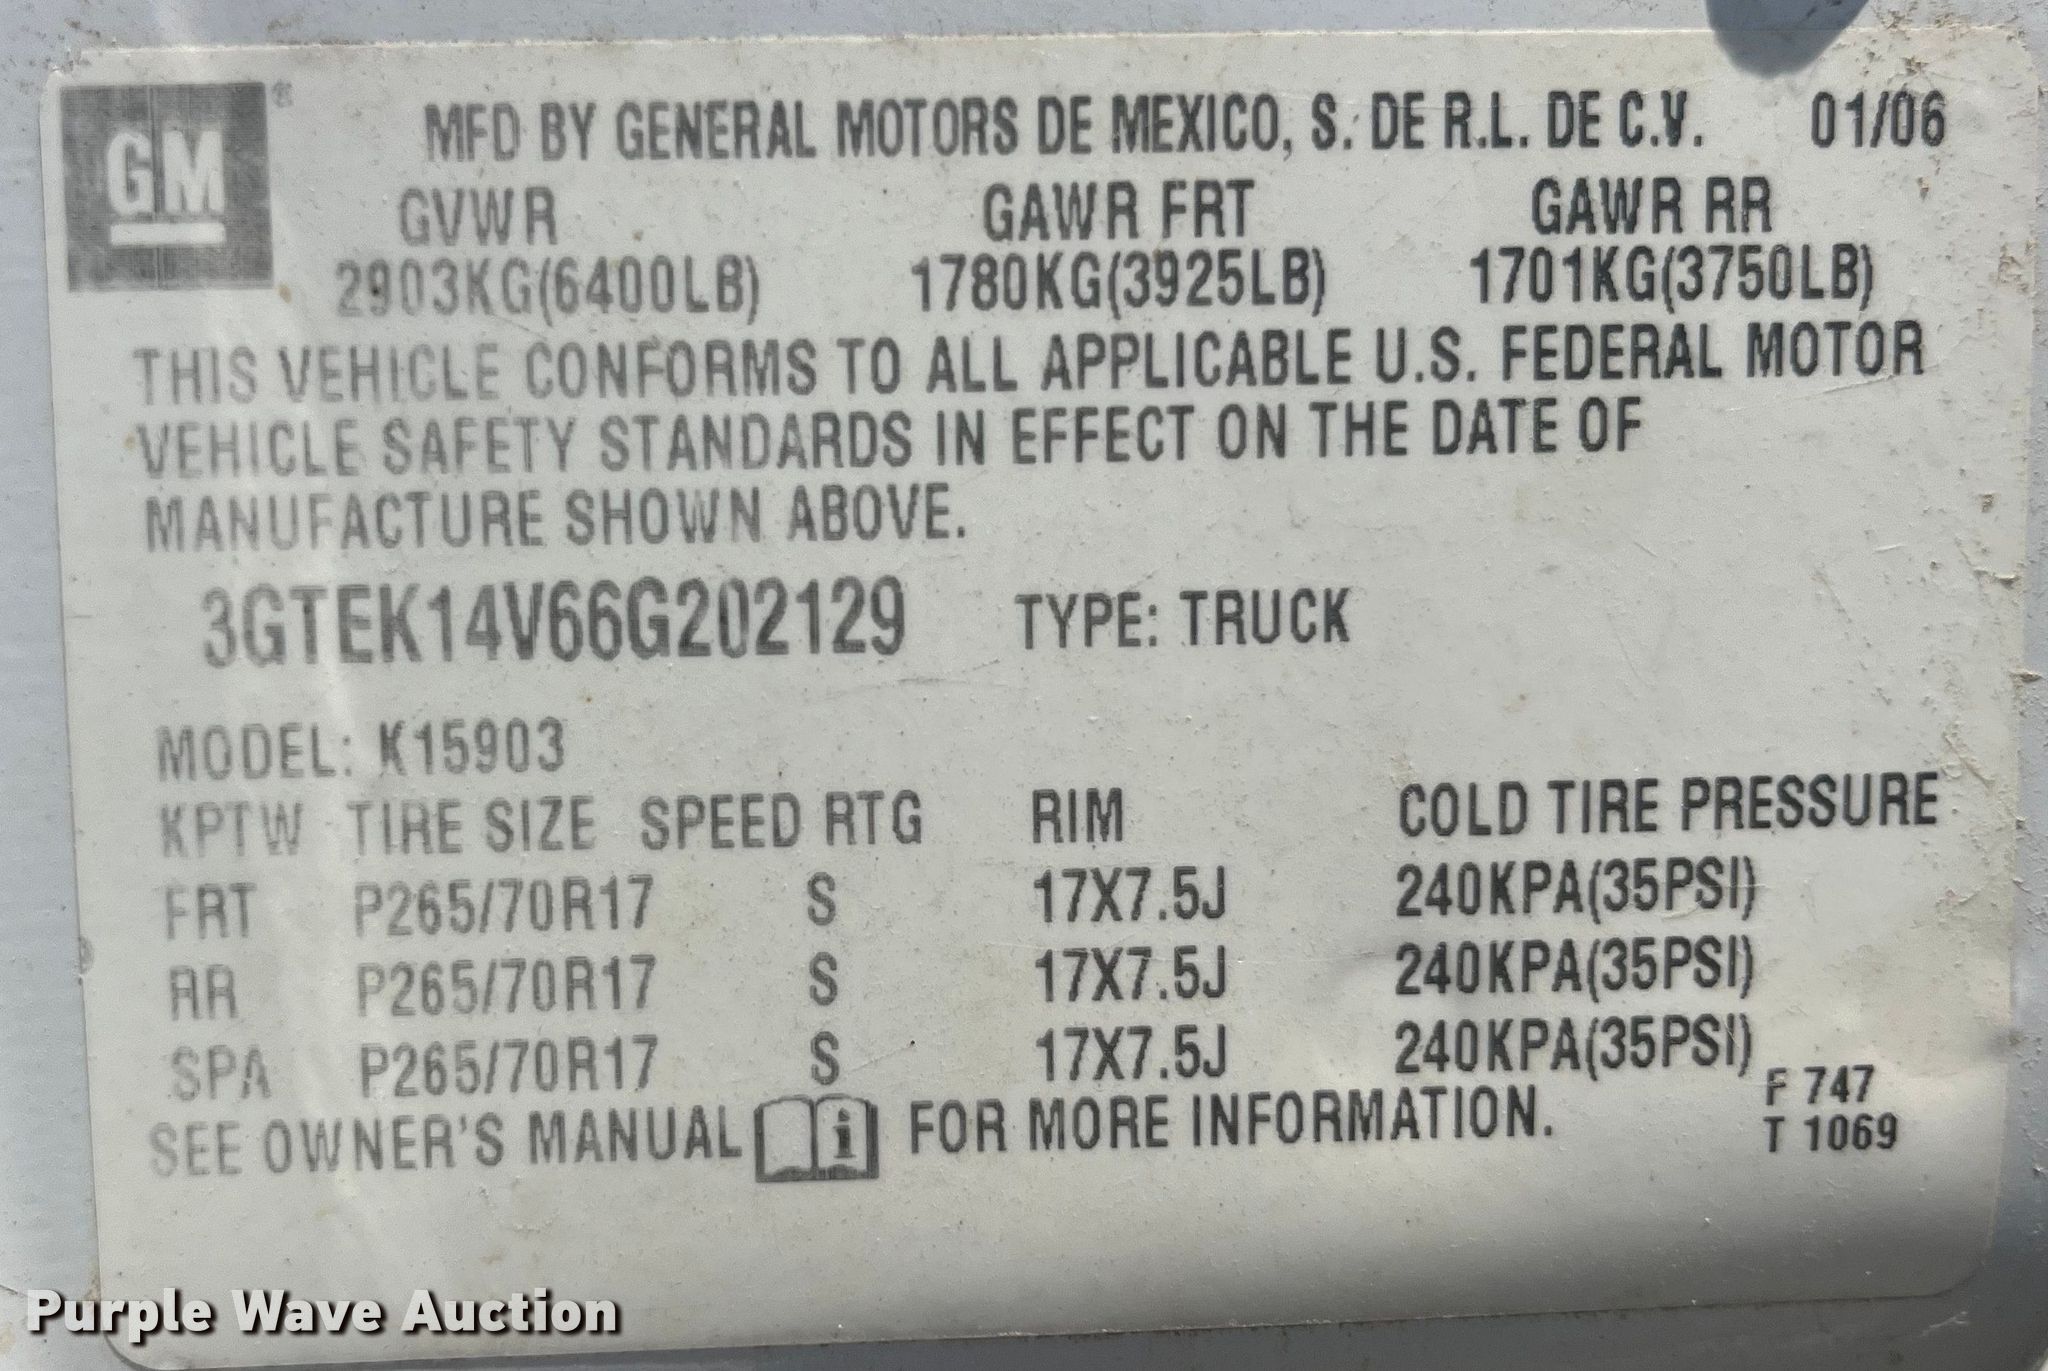 GM ®
MFD BY GENERAL MOTORS DE MEXICO, S. DE R.L. DE C.V. 01/06
GVWR GAWR FRT GAWR RR
2903KG(6400LB) 1780KG(3925LB) 1701KG(3750LB)
THIS VEHICLE CONFORMS TO ALL APPLICABLE U.S. FEDERAL MOTOR
VEHICLE SAFETY STANDARDS IN EFFECT ON THE DATE OF
MANUFACTURE SHOWN ABOVE.
3GTEK14V66G202129 TYPE: TRUCK
MODEL: K15903
KPTW TIRE SIZE SPEED RTG RIM COLD TIRE PRESSURE
FRT P265/70R17 S 17X7.5J 240KPA(35PSI)
RR P265/70R17 S 17X7.5J 240KPA(35PSI)
SPA P265/70R17 S 17X7.5J 240KPA(35PSI)
SEE OWNER'S MANUAL i FOR MORE INFORMATION.
F 747
T 1069
Purple Wave Auction